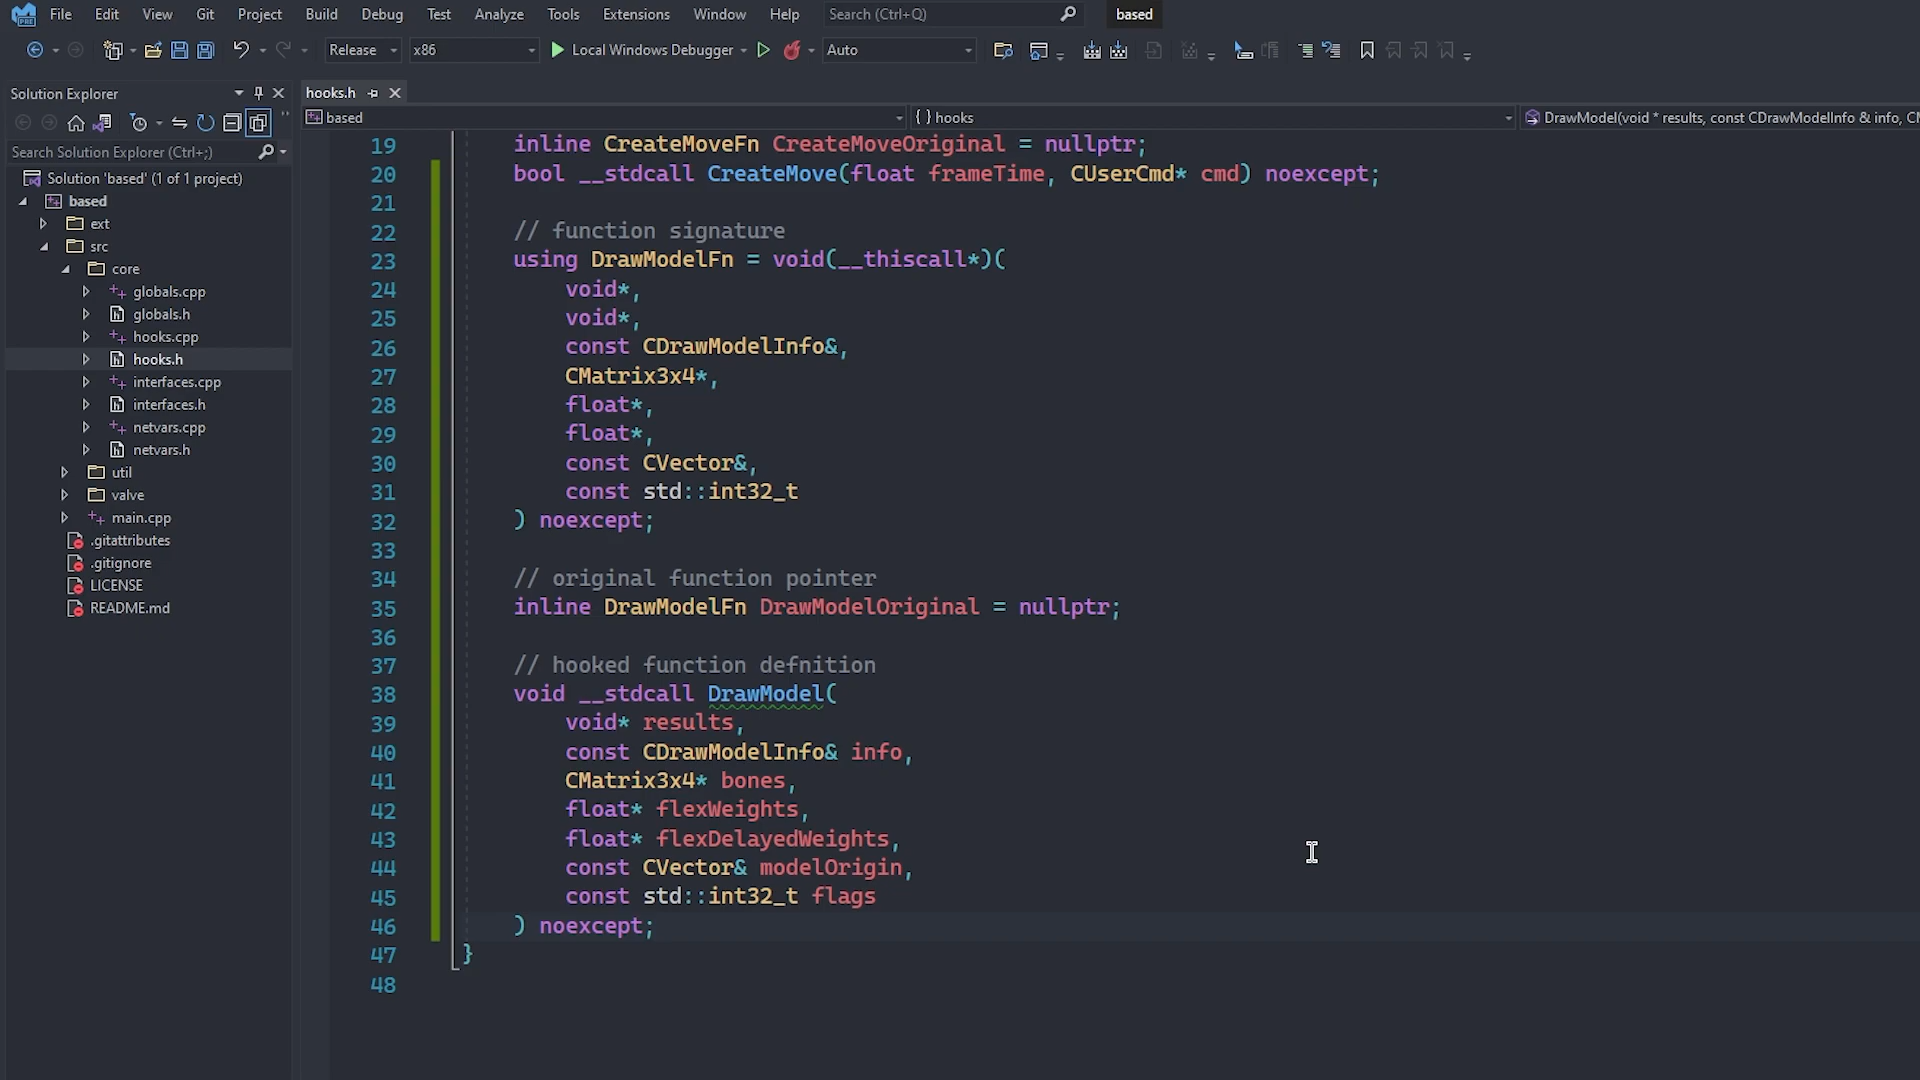 File Edit View Git Project Build Debug Test Analyze Tools Extensions Window Help Search (Ctrl+Q) based
Release x86 Local Windows Debugger Auto
Solution Explorer
Search Solution Explorer (Ctrl+;)
Solution 'based' (1 of 1 project)
based
ext
src
core
globals.cpp
globals.h
hooks.cpp
hooks.h
interfaces.cpp
interfaces.h
netvars.cpp
netvars.h
util
valve
main.cpp
.gitattributes
.gitignore
LICENSE
README.md
hooks.h
based { } hooks DrawModel(void * results, const CDrawModelInfo & info, CM
19 inline CreateMoveFn CreateMoveOriginal = nullptr;
20 bool __stdcall CreateMove(float frameTime, CUserCmd* cmd) noexcept;
21
22 // function signature
23 using DrawModelFn = void(__thiscall*)(
24 void*,
25 void*,
26 const CDrawModelInfo&,
27 CMatrix3x4*,
28 float*,
29 float*,
30 const CVector&,
31 const std::int32_t
32 ) noexcept;
33
34 // original function pointer
35 inline DrawModelFn DrawModelOriginal = nullptr;
36
37 // hooked function defnition
38 void __stdcall DrawModel(
39 void* results,
40 const CDrawModelInfo& info,
41 CMatrix3x4* bones,
42 float* flexWeights,
43 float* flexDelayedWeights,
44 const CVector& modelOrigin,
45 const std::int32_t flags
46 ) noexcept;
47 }
48